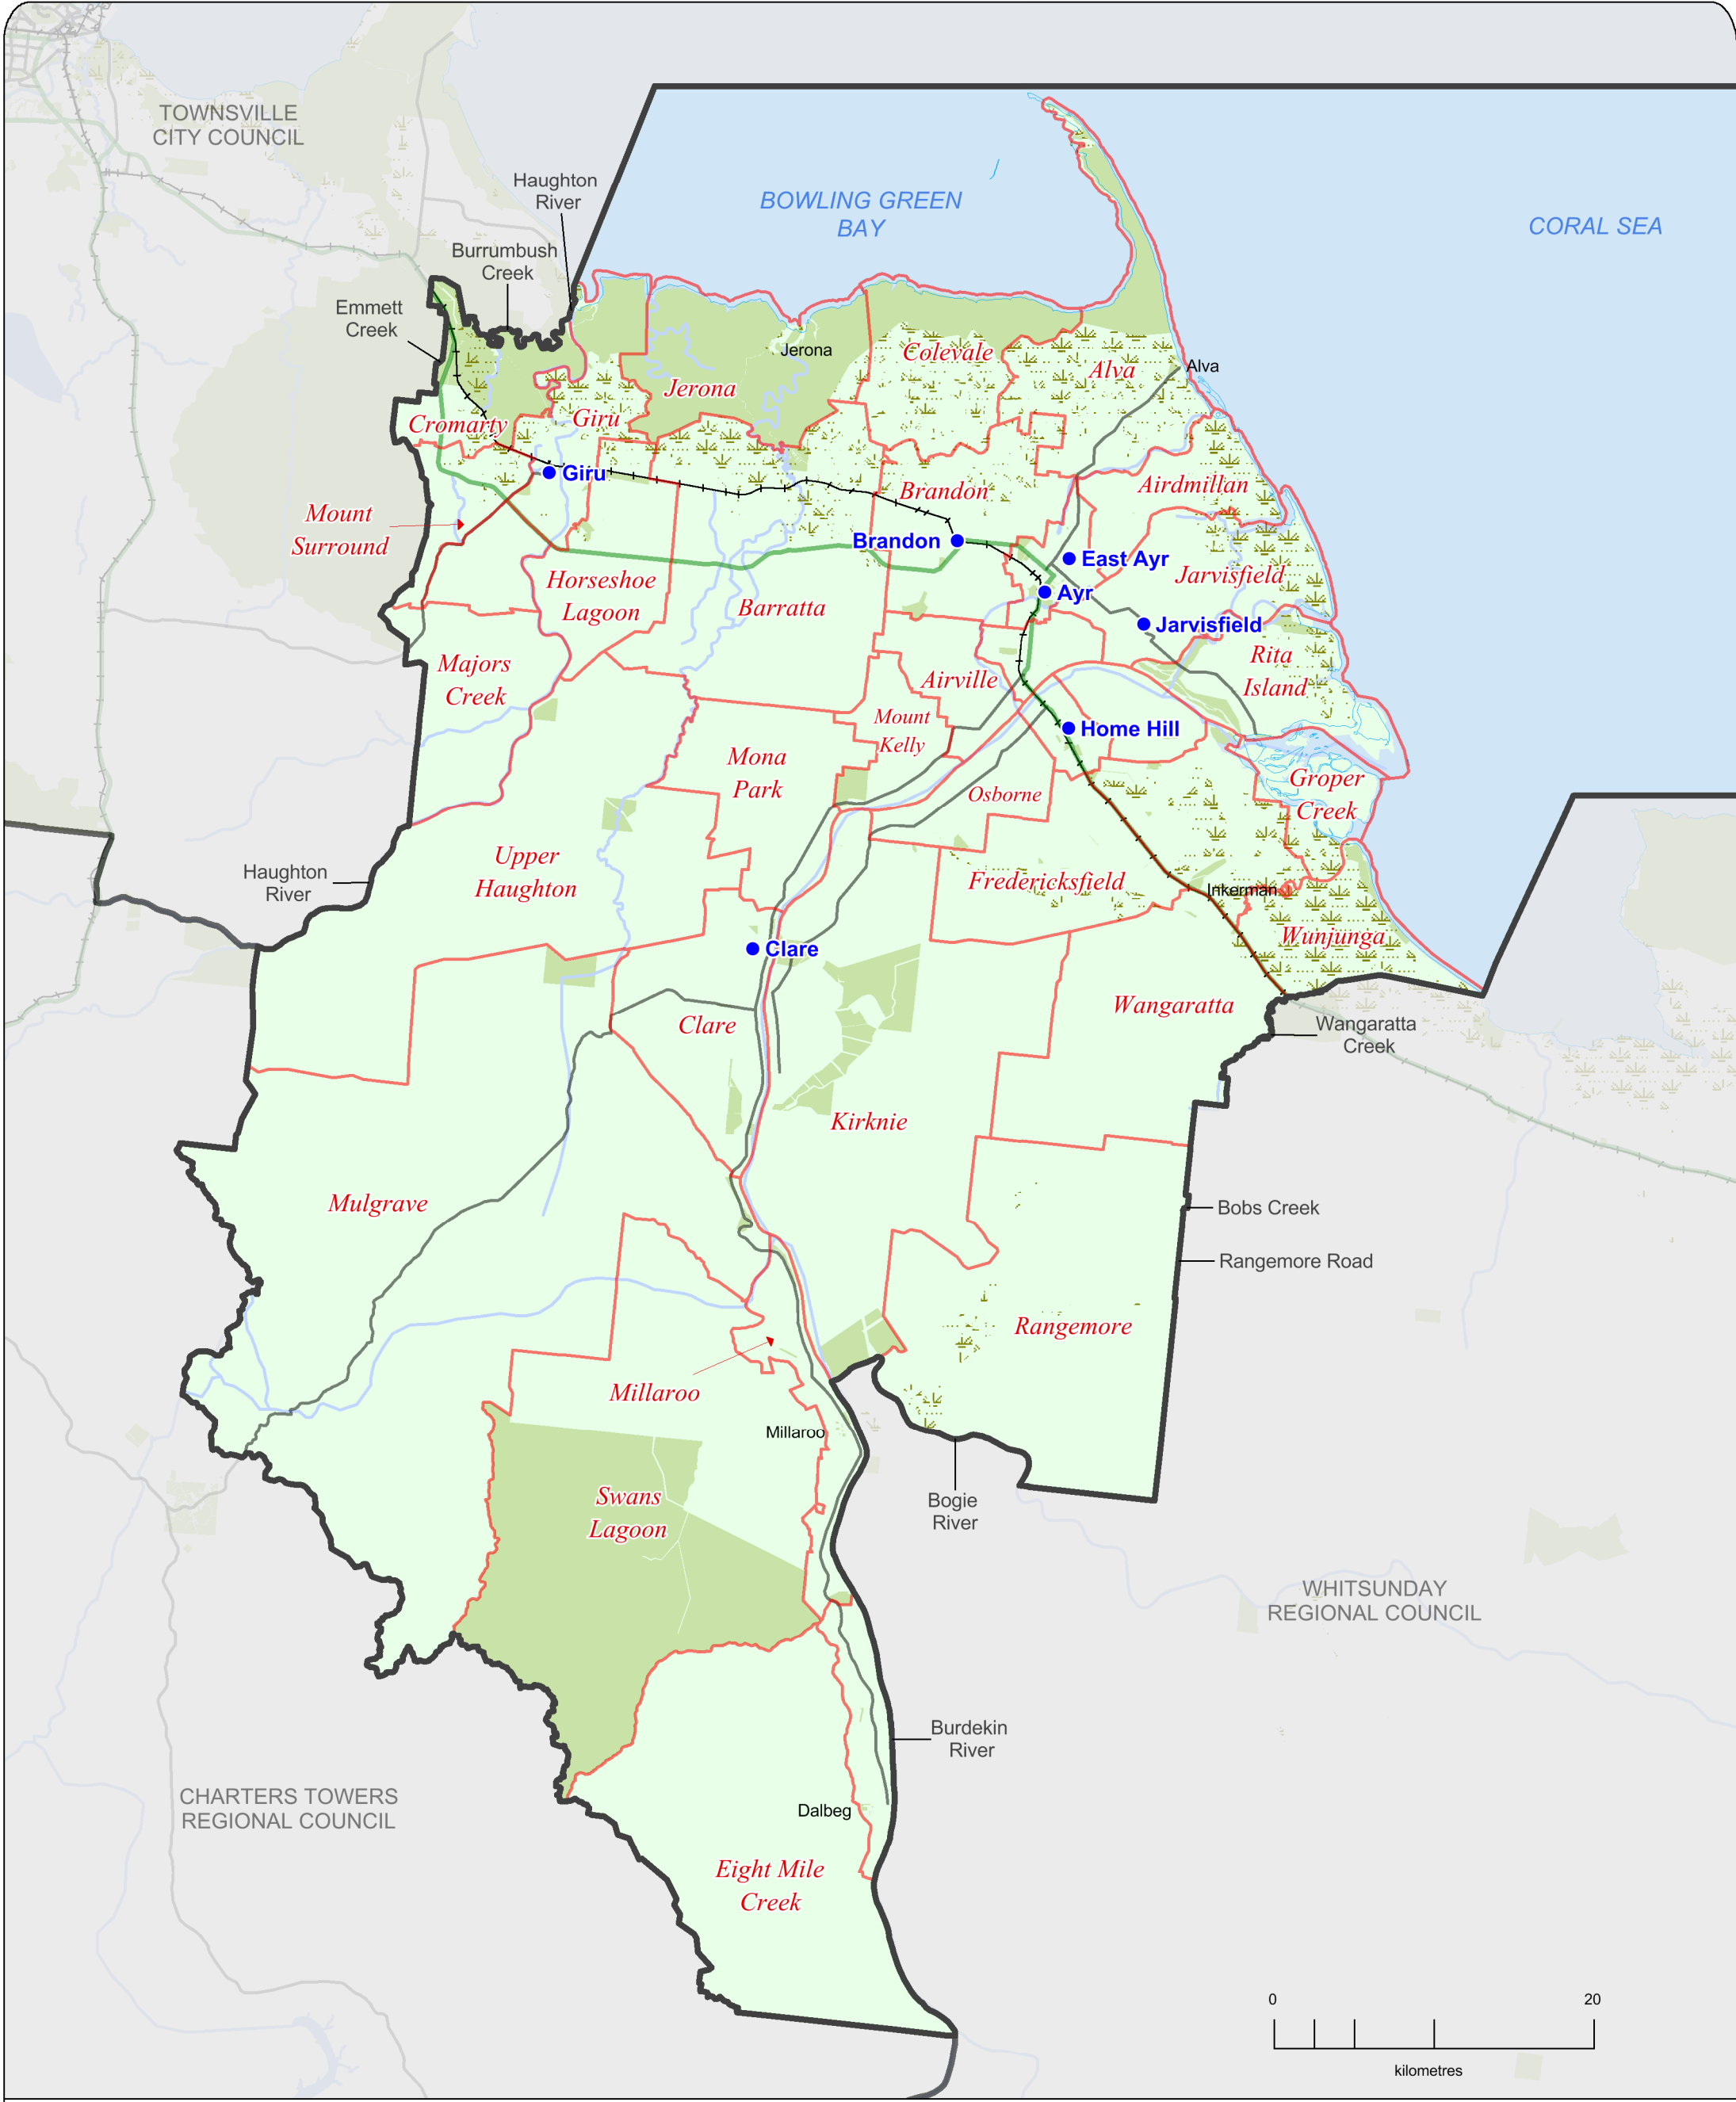 TOWNSVILLE
CITY COUNCIL
Haughton
River
BOWLING GREEN
BAY
CORAL SEA
Burrumbush
Creek
Emmett
Creek
Jerona
Colevale
Alva
Alva
Jerona
Cromarty
Giru
Giru
Airdmillan
Brandon
Mount
Surround
Brandon
East Ayr
Jarvisfield
Horseshoe
Lagoon
Barratta
Ayr
Jarvisfield
Rita
Island
Majors
Creek
Airville
Mount
Kelly
Home Hill
Mona
Park
Osborne
Groper
Creek
Upper
Haughton
Haughton
River
Fredericksfield
Inkerman
Wunjunga
Clare
Wangaratta
Clare
Wangaratta
Creek
Kirknie
Mulgrave
Bobs Creek
Rangemore Road
Rangemore
Millaroo
Millaroo
Swans
Lagoon
Bogie
River
WHITSUNDAY
REGIONAL COUNCIL
Burdekin
River
CHARTERS TOWERS
REGIONAL COUNCIL
Dalbeg
Eight Mile
Creek
0 20
kilometres